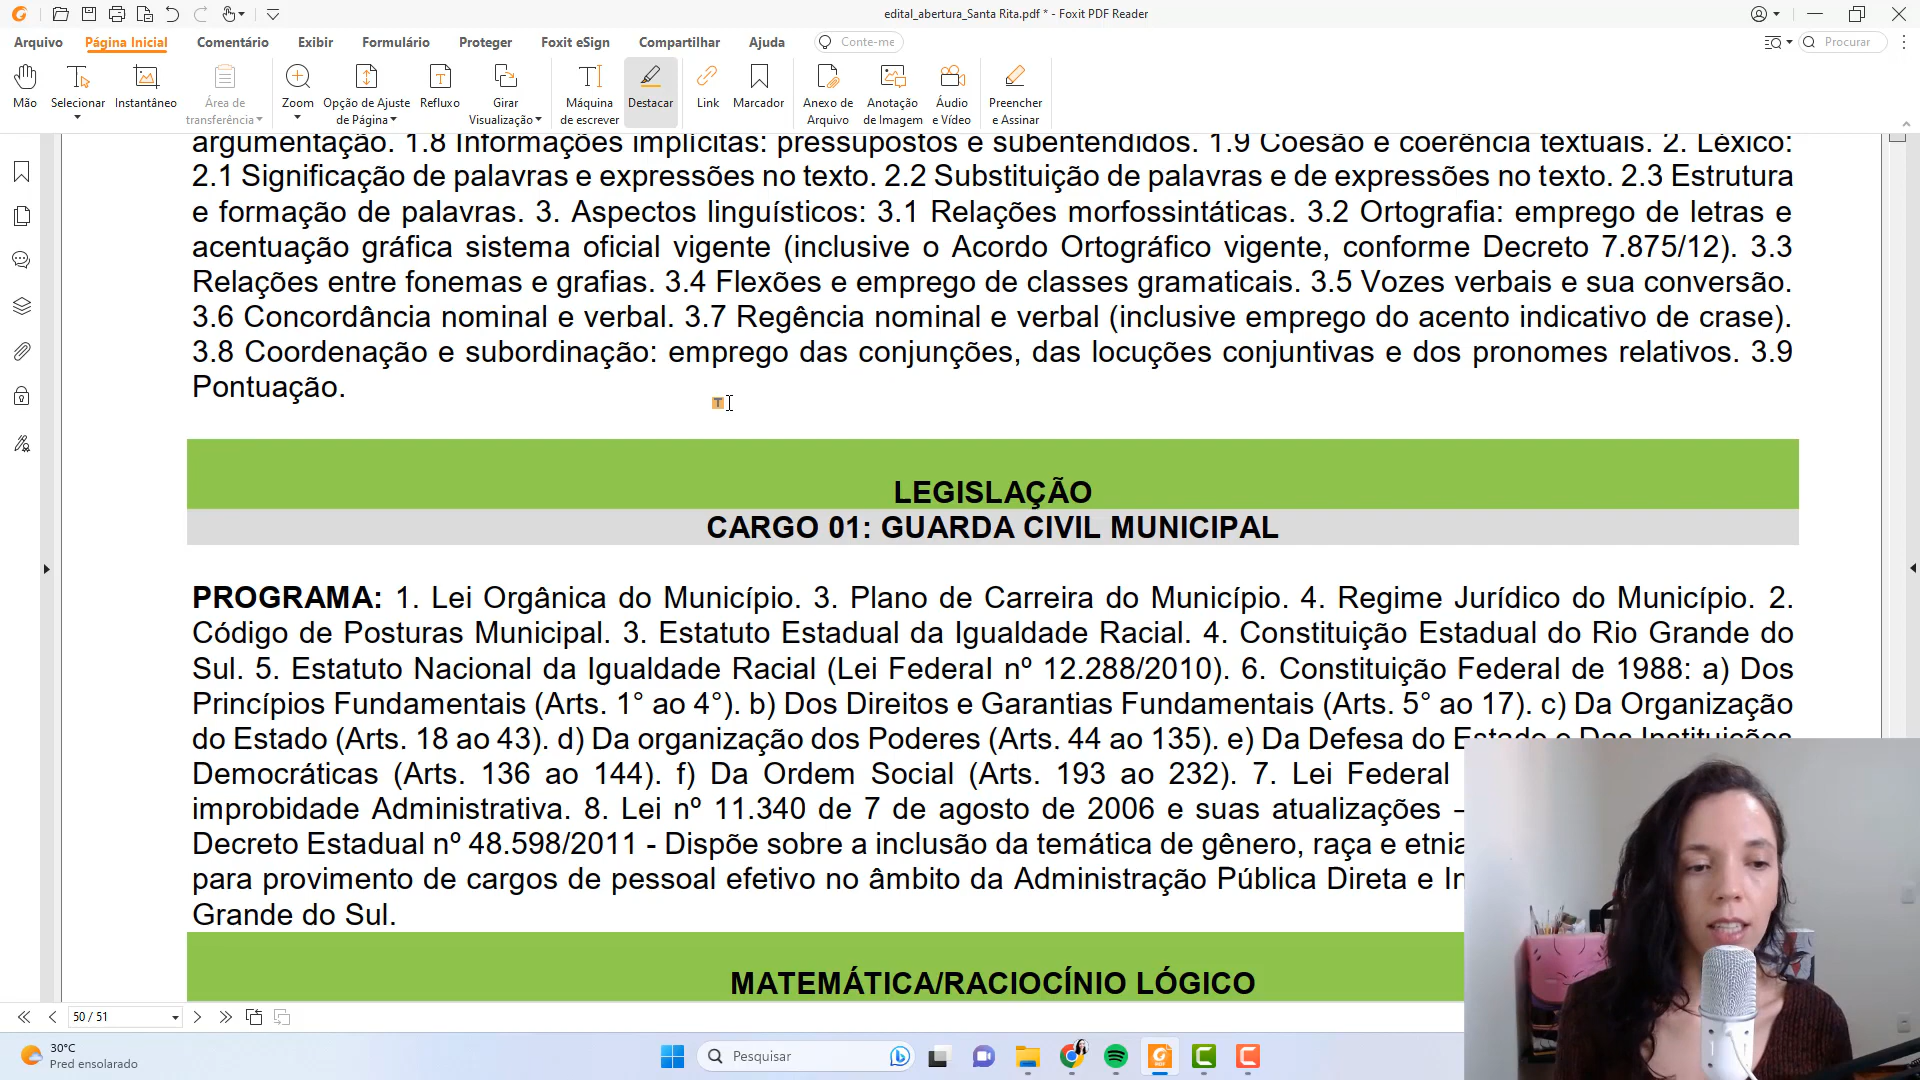 edital_abertura_Santa Rita.pdf * - Foxit PDF Reader
Arquivo Página Inicial Comentário Exibir Formulário Proteger Foxit eSign Compartilhar Ajuda Conte-me Procurar
Mão Selecionar Instantâneo Área de transferência Zoom Opção de Ajuste de Página Refluxo Girar Visualização Máquina de escrever Destacar Link Marcador Anexo de Arquivo Anotação de Imagem Áudio e Vídeo Preencher e Assinar
argumentação. 1.8 Informações implícitas: pressupostos e subentendidos. 1.9 Coesão e coerência textuais. 2. Léxico:
2.1 Significação de palavras e expressões no texto. 2.2 Substituição de palavras e de expressões no texto. 2.3 Estrutura
e formação de palavras. 3. Aspectos linguísticos: 3.1 Relações morfossintáticas. 3.2 Ortografia: emprego de letras e
acentuação gráfica sistema oficial vigente (inclusive o Acordo Ortográfico vigente, conforme Decreto 7.875/12). 3.3
Relações entre fonemas e grafias. 3.4 Flexões e emprego de classes gramaticais. 3.5 Vozes verbais e sua conversão.
3.6 Concordância nominal e verbal. 3.7 Regência nominal e verbal (inclusive emprego do acento indicativo de crase).
3.8 Coordenação e subordinação: emprego das conjunções, das locuções conjuntivas e dos pronomes relativos. 3.9
Pontuação.
LEGISLAÇÃO
CARGO 01: GUARDA CIVIL MUNICIPAL
PROGRAMA: 1. Lei Orgânica do Município. 3. Plano de Carreira do Município. 4. Regime Jurídico do Município. 2.
Código de Posturas Municipal. 3. Estatuto Estadual da Igualdade Racial. 4. Constituição Estadual do Rio Grande do
Sul. 5. Estatuto Nacional da Igualdade Racial (Lei Federal nº 12.288/2010). 6. Constituição Federal de 1988: a) Dos
Princípios Fundamentais (Arts. 1° ao 4°). b) Dos Direitos e Garantias Fundamentais (Arts. 5° ao 17). c) Da Organização
do Estado (Arts. 18 ao 43). d) Da organização dos Poderes (Arts. 44 ao 135). e) Da Defesa do Estado e Das Instituições
Democráticas (Arts. 136 ao 144). f) Da Ordem Social (Arts. 193 ao 232). 7. Lei Federal
improbidade Administrativa. 8. Lei nº 11.340 de 7 de agosto de 2006 e suas atualizações –
Decreto Estadual nº 48.598/2011 - Dispõe sobre a inclusão da temática de gênero, raça e etnia
para provimento de cargos de pessoal efetivo no âmbito da Administração Pública Direta e In
Grande do Sul.
MATEMÁTICA/RACIOCÍNIO LÓGICO
50 / 51
30°C
Pred ensolarado
Pesquisar